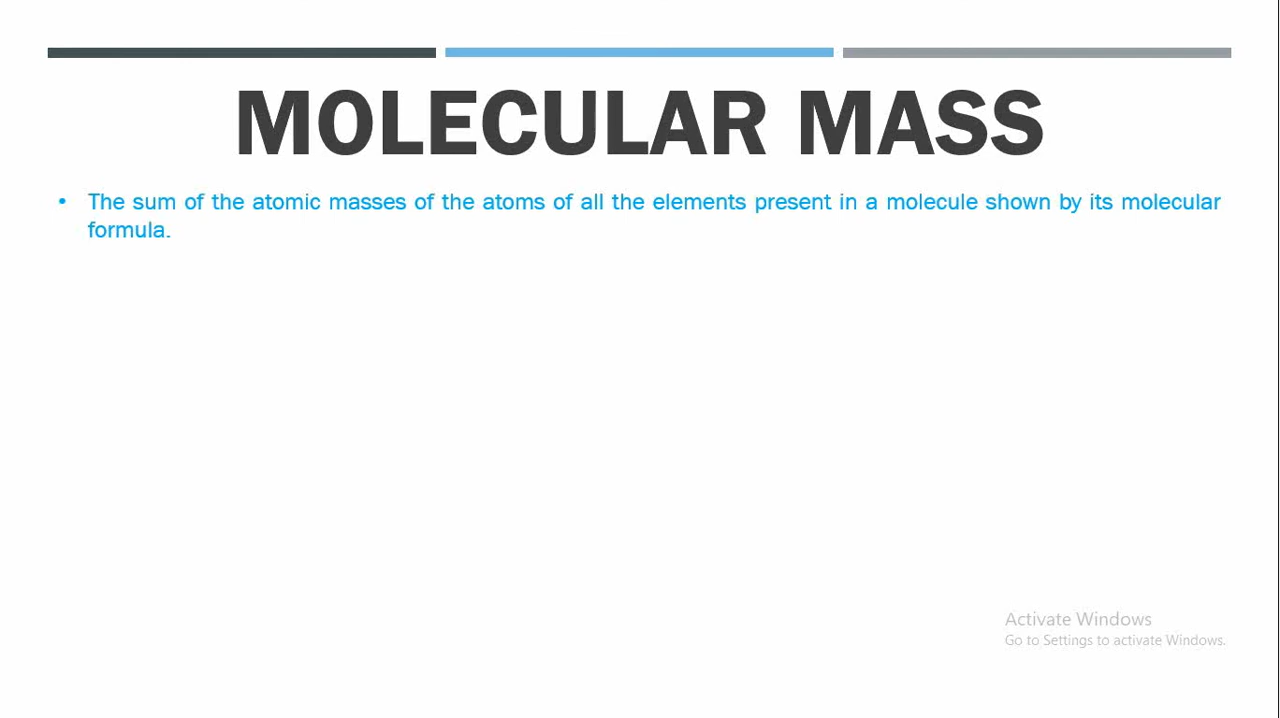 MOLECULAR MASS
• The sum of the atomic masses of the atoms of all the elements present in a molecule shown by its molecular
formula.
Activate Windows
Go to Settings to activate Windows.